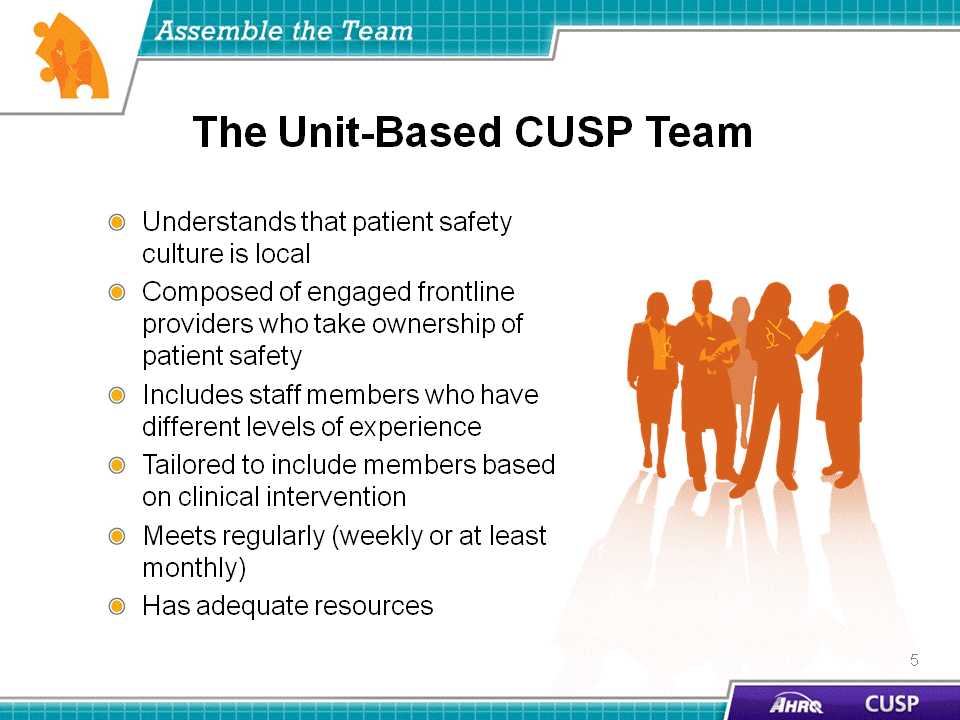 Assemble the Team
The Unit-Based CUSP Team
Understands that patient safety
culture is local
Composed of engaged frontline
providers who take ownership of
patient safety
Includes staff members who have
different levels of experience
Tailored to include members based
on clinical intervention
Meets regularly (weekly or at least
monthly)
Has adequate resources
5
AHRQ
CUSP